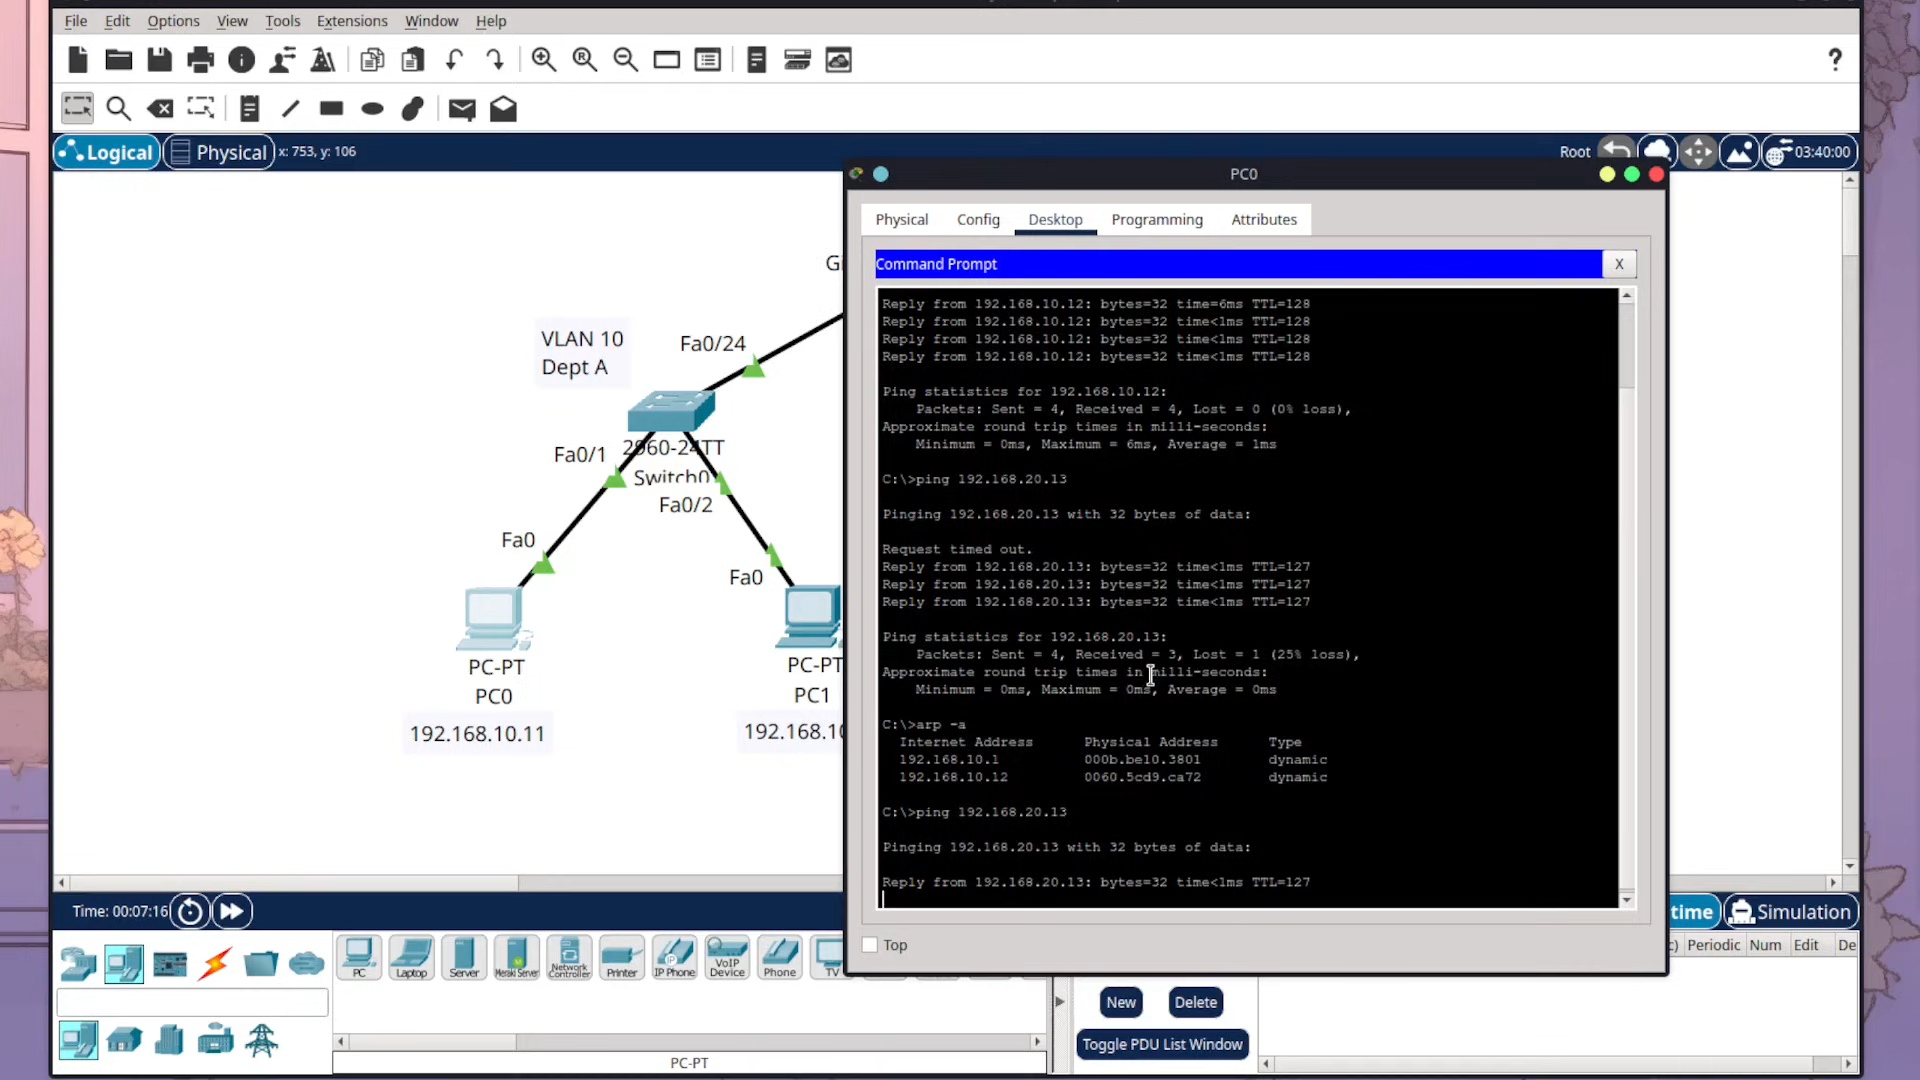 File Edit Options View Tools Extensions Window Help
?
Logical Physical x: 753, y: 106 Root 03:40:00
VLAN 10
Dept A
Fa0/24
Fa0/1
2960-24TT
Switch0
Fa0/2
Fa0
Fa0
PC-PT
PC0
192.168.10.11
PC-PT
PC1
PC0
Physical Config Desktop Programming Attributes
Command Prompt X
Reply from 192.168.10.12: bytes=32 time=6ms TTL=128
Reply from 192.168.10.12: bytes=32 time<1ms TTL=128
Reply from 192.168.10.12: bytes=32 time<1ms TTL=128
Reply from 192.168.10.12: bytes=32 time<1ms TTL=128
Ping statistics for 192.168.10.12:
Packets: Sent = 4, Received = 4, Lost = 0 (0% loss),
Approximate round trip times in milli-seconds:
Minimum = 0ms, Maximum = 6ms, Average = 1ms
C:\>ping 192.168.20.13
Pinging 192.168.20.13 with 32 bytes of data:
Request timed out.
Reply from 192.168.20.13: bytes=32 time<1ms TTL=127
Reply from 192.168.20.13: bytes=32 time<1ms TTL=127
Reply from 192.168.20.13: bytes=32 time<1ms TTL=127
Ping statistics for 192.168.20.13:
Packets: Sent = 4, Received = 3, Lost = 1 (25% loss),
Approximate round trip times in milli-seconds:
Minimum = 0ms, Maximum = 0ms, Average = 0ms
C:\>arp -a
Internet Address Physical Address Type
192.168.10.1 000b.be10.3801 dynamic
192.168.10.12 0060.5cd9.ca72 dynamic
C:\>ping 192.168.20.13
Pinging 192.168.20.13 with 32 bytes of data:
Reply from 192.168.20.13: bytes=32 time<1ms TTL=127
Top
Time: 00:07:16
time Simulation
Periodic Num Edit De
PC Laptop Server Meraki Server Network Controller Printer IP Phone VoIP Device Phone TV
PC-PT
New Delete
Toggle PDU List Window